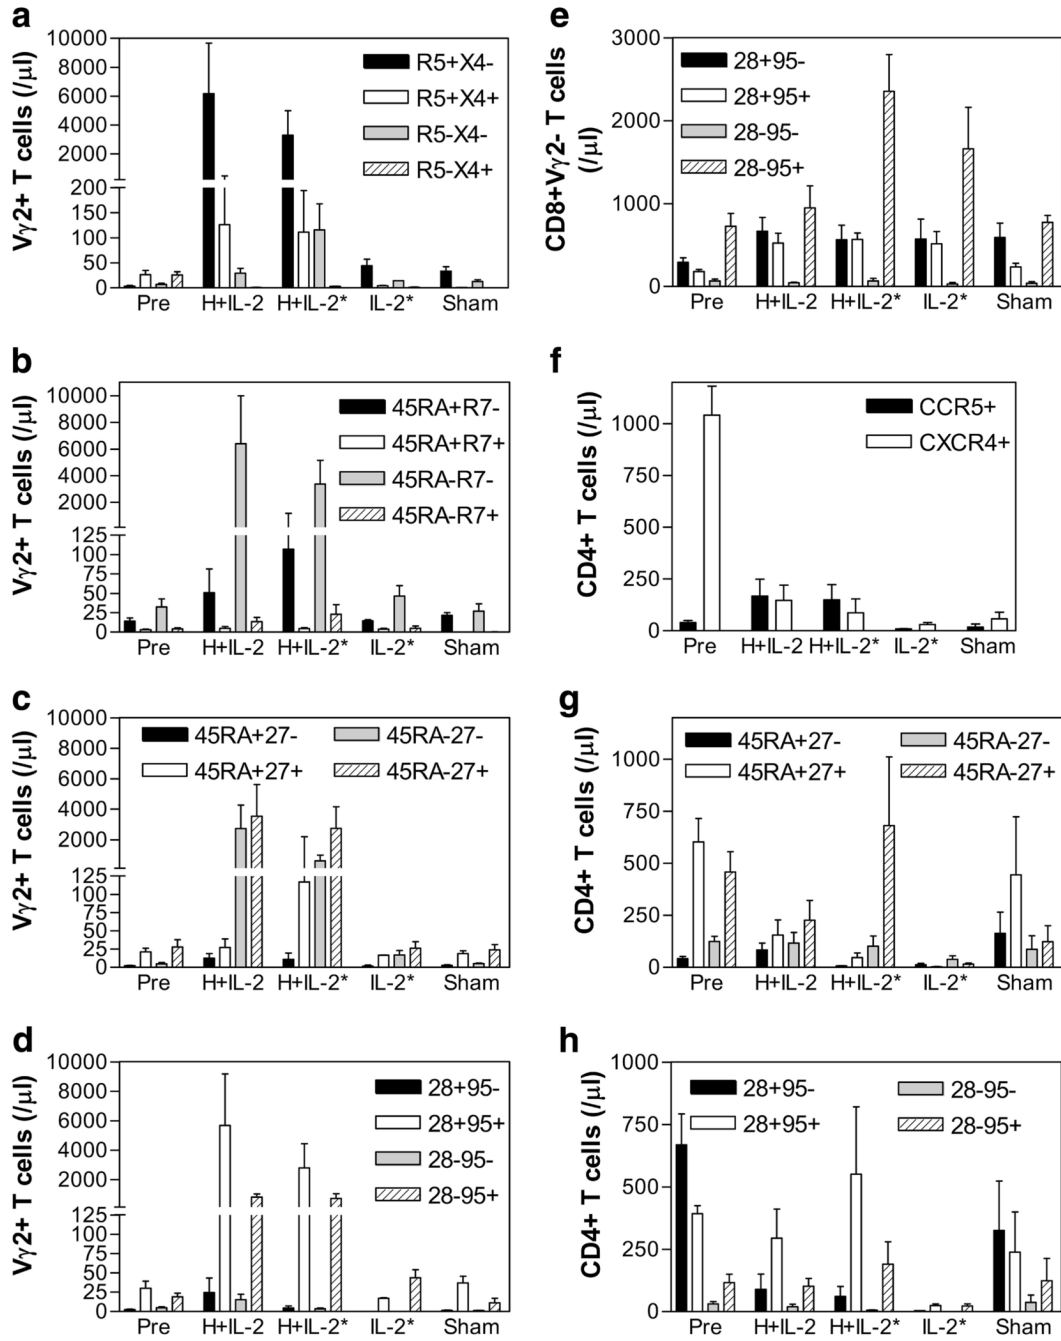 a
Vγ2+ T cells (/μl)
10000
8000
6000
4000
2000
200
150
100
50
0
R5+X4-
R5+X4+
R5-X4-
R5-X4+
Pre H+IL-2 H+IL-2* IL-2* Sham
b
Vγ2+ T cells (/μl)
10000
8000
6000
4000
2000
125
100
75
50
25
0
45RA+R7-
45RA+R7+
45RA-R7-
45RA-R7+
Pre H+IL-2 H+IL-2* IL-2* Sham
c
Vγ2+ T cells (/μl)
10000
8000
6000
4000
2000
125
100
75
50
25
0
45RA+27- 45RA-27-
45RA+27+ 45RA-27+
Pre H+IL-2 H+IL-2* IL-2* Sham
d
Vγ2+ T cells (/μl)
10000
8000
6000
4000
2000
125
100
75
50
25
0
28+95-
28+95+
28-95-
28-95+
Pre H+IL-2 H+IL-2* IL-2* Sham
e
CD8+Vγ2- T cells
(/μl)
3000
2000
1000
0
28+95-
28+95+
28-95-
28-95+
Pre H+IL-2 H+IL-2* IL-2* Sham
f
CD4+ T cells (/μl)
1000
750
500
250
0
CCR5+
CXCR4+
Pre H+IL-2 H+IL-2* IL-2* Sham
g
CD4+ T cells (/μl)
1000
750
500
250
0
45RA+27- 45RA-27-
45RA+27+ 45RA-27+
Pre H+IL-2 H+IL-2* IL-2* Sham
h
CD4+ T cells (/μl)
1000
750
500
250
0
28+95- 28-95-
28+95+ 28-95+
Pre H+IL-2 H+IL-2* IL-2* Sham